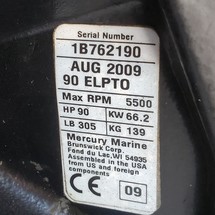 Serial Number
1B762190
AUG 2009
90 ELPTO
Max RPM 5500
HP 90 KW 66.2
LB 305 KG 139
Mercury Marine
Brunswick Corp.
Fond du Lac, WI 54935
Assembled in the USA
from US and foreign
components
CE 09